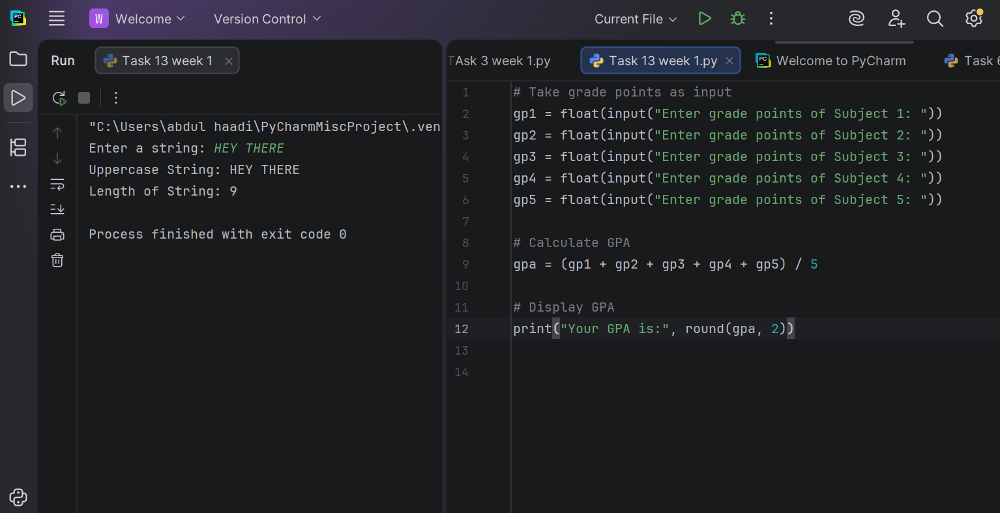 PC
W Welcome Version Control Current File
Run Task 13 week 1
TAsk 3 week 1.py Task 13 week 1.py PC Welcome to PyCharm Task
"C:\Users\abdul haadi\PyCharmMiscProject\.ven
Enter a string: HEY THERE
Uppercase String: HEY THERE
Length of String: 9
Process finished with exit code 0
1 # Take grade points as input
2 gp1 = float(input("Enter grade points of Subject 1: "))
3 gp2 = float(input("Enter grade points of Subject 2: "))
4 gp3 = float(input("Enter grade points of Subject 3: "))
5 gp4 = float(input("Enter grade points of Subject 4: "))
6 gp5 = float(input("Enter grade points of Subject 5: "))
7
8 # Calculate GPA
9 gpa = (gp1 + gp2 + gp3 + gp4 + gp5) / 5
10
11 # Display GPA
12 print("Your GPA is:", round(gpa, 2))
13
14